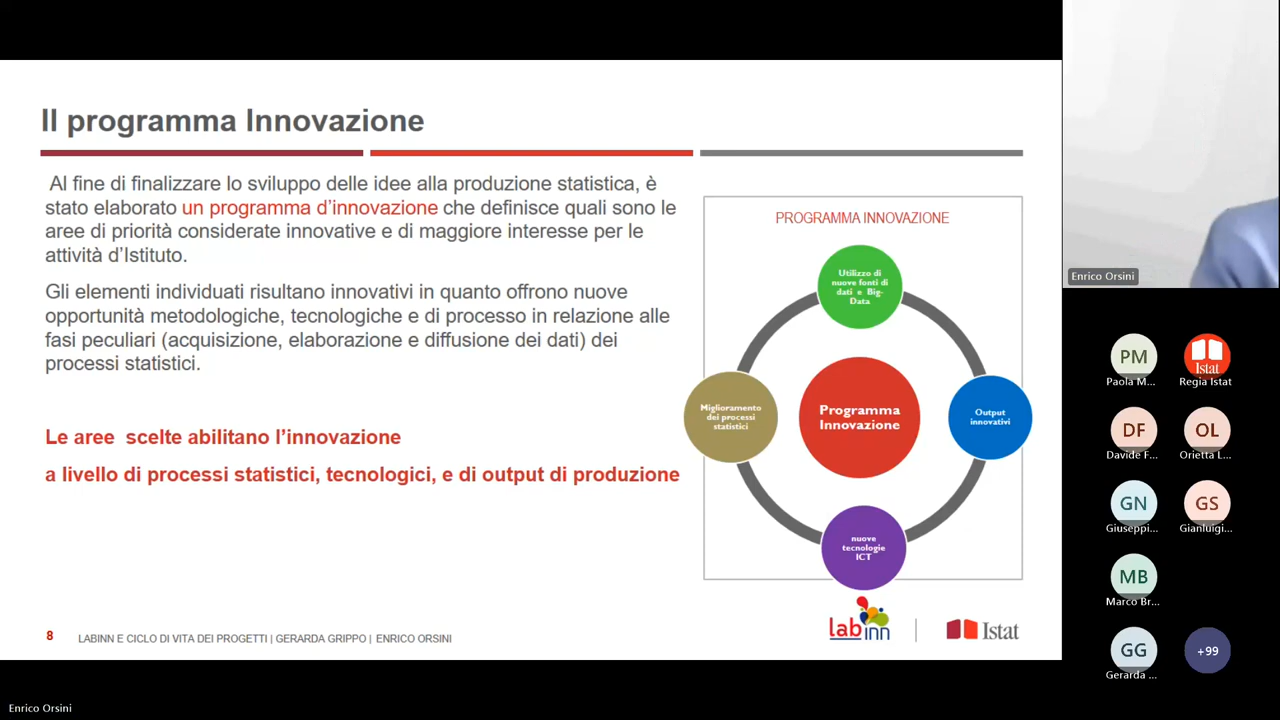 Il programma Innovazione
Al fine di finalizzare lo sviluppo delle idee alla produzione statistica, è
stato elaborato un programma d'innovazione che definisce quali sono le
aree di priorità considerate innovative e di maggiore interesse per le
attività d'Istituto.
Gli elementi individuati risultano innovativi in quanto offrono nuove
opportunità metodologiche, tecnologiche e di processo in relazione alle
fasi peculiari (acquisizione, elaborazione e diffusione dei dati) dei
processi statistici.
Le aree scelte abilitano l'innovazione
a livello di processi statistici, tecnologici, e di output di produzione
PROGRAMMA INNOVAZIONE
Utilizzo di
nuove fonti di
dati e Big-
Data
Miglioramento
dei processi
statistici
Programma
Innovazione
Output
innovativi
nuove
tecnologie
ICT
8
LABINN E CICLO DI VITA DEI PROGETTI | GERARDA GRIPPO | ENRICO ORSINI
lab inn
Istat
Enrico Orsini
PM
Paola M...
Istat
Regia Istat
DF
Davide F...
OL
Orietta L...
GN
Giuseppi...
GS
Gianluigi...
MB
Marco Br...
GG
Gerarda ...
+99
Enrico Orsini